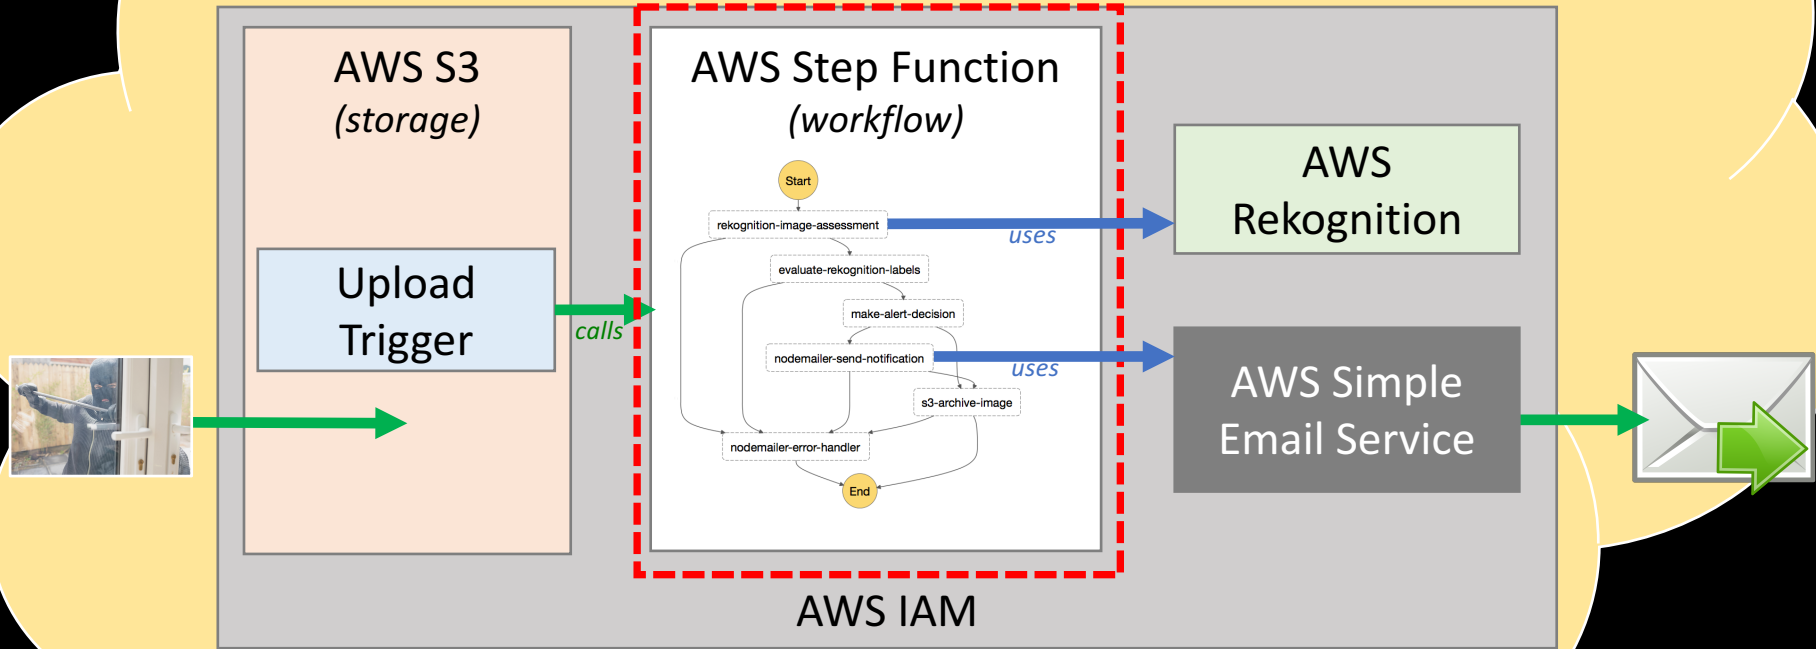 AWS S3
(storage)
Upload
Trigger
calls
AWS Step Function
(workflow)
Start
rekognition-image-assessment
evaluate-rekognition-labels
make-alert-decision
nodemailer-send-notification
s3-archive-image
nodemailer-error-handler
End
uses
uses
AWS
Rekognition
AWS Simple
Email Service
AWS IAM